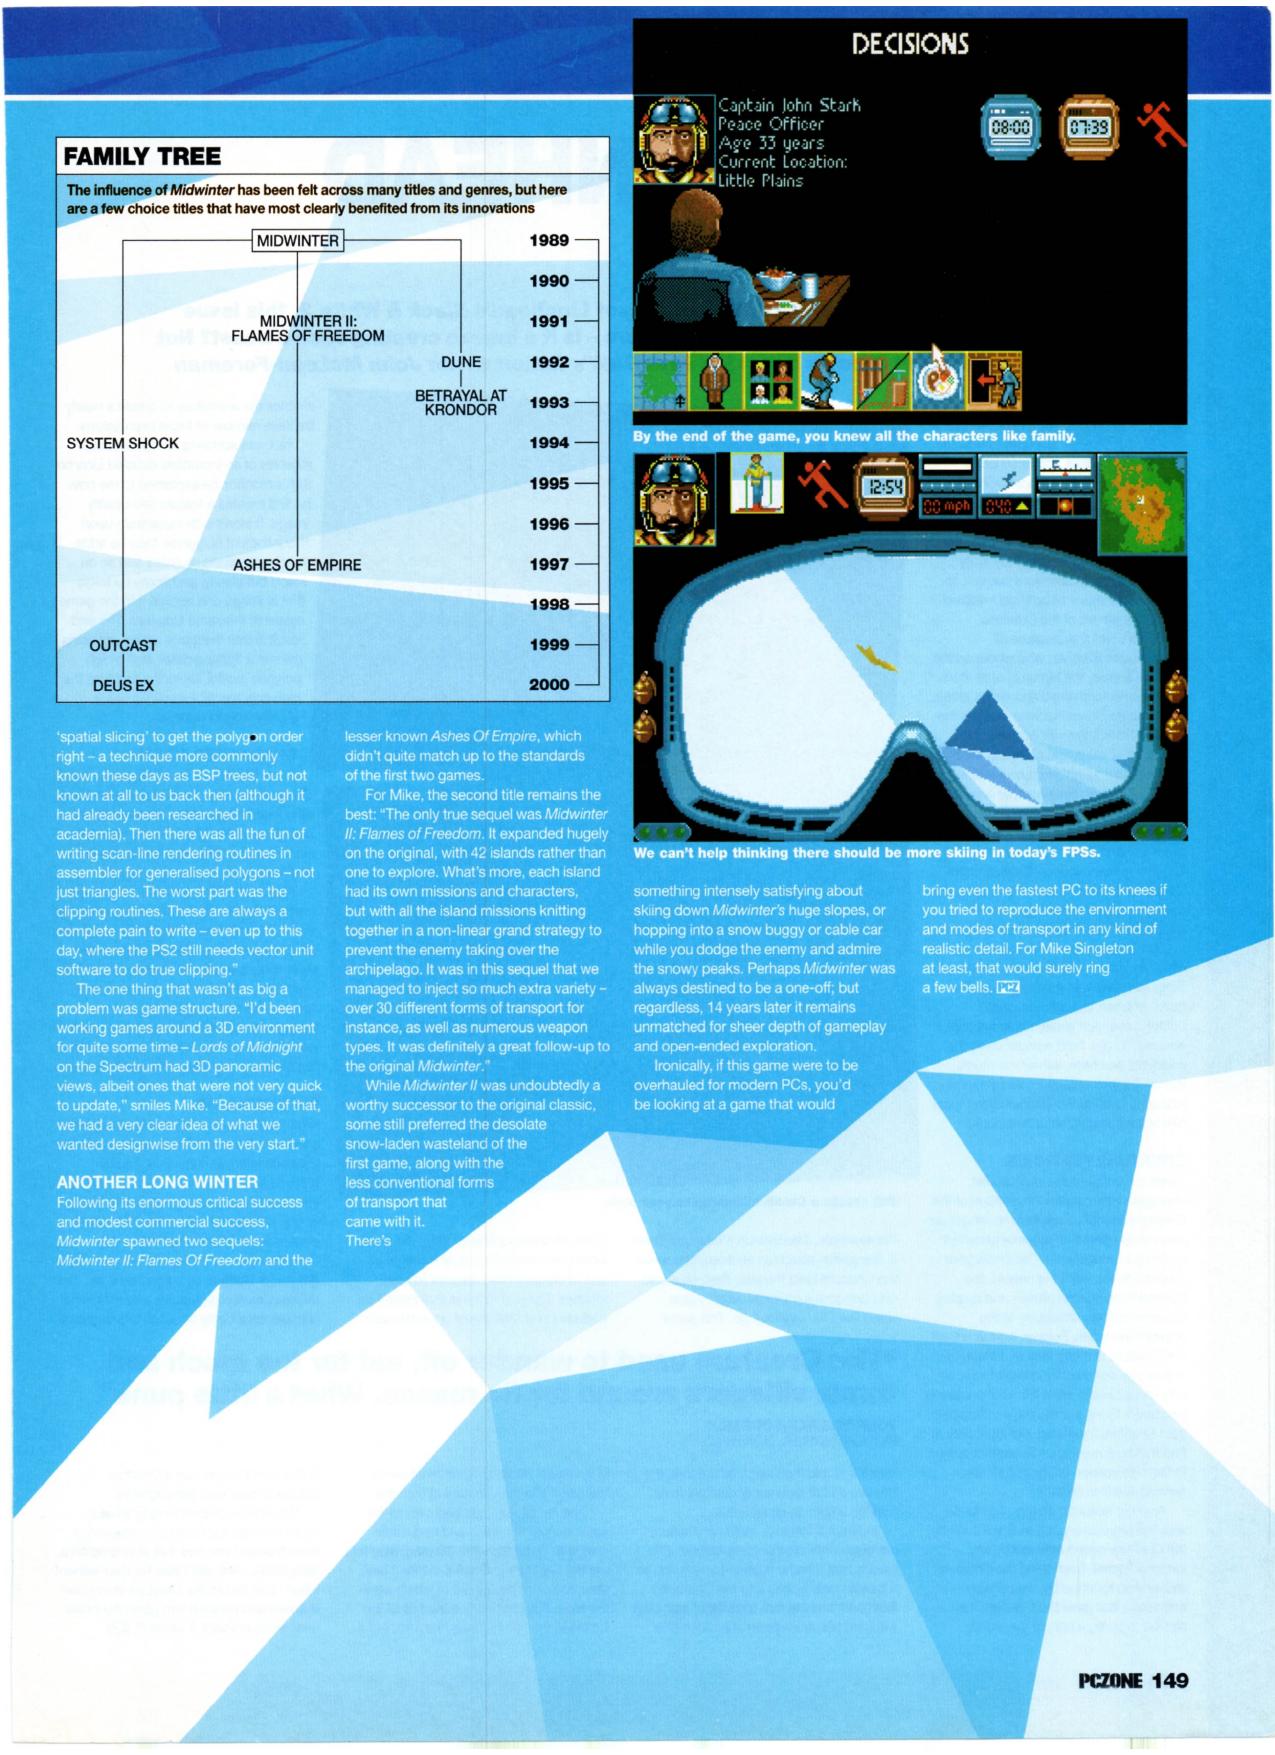 DECISIONS
Captain John Stark
Peace Officer
Age 33 years
Current Location:
Little Plains
08:00
07:39
By the end of the game, you knew all the characters like family.
12:54
00 mph
040
We can't help thinking there should be more skiing in today's FPSs.
FAMILY TREE
The influence of Midwinter has been felt across many titles and genres, but here
are a few choice titles that have most clearly benefited from its innovations
MIDWINTER
1989
1990
MIDWINTER II:
FLAMES OF FREEDOM
1991
DUNE
1992
BETRAYAL AT
KRONDOR
1993
SYSTEM SHOCK
1994
1995
1996
ASHES OF EMPIRE
1997
1998
OUTCAST
1999
DEUS EX
2000
'spatial slicing' to get the polygon order
right – a technique more commonly
known these days as BSP trees, but not
known at all to us back then (although it
had already been researched in
academia). Then there was all the fun of
writing scan-line rendering routines in
assembler for generalised polygons – not
just triangles. The worst part was the
clipping routines. These are always a
complete pain to write – even up to this
day, where the PS2 still needs vector unit
software to do true clipping."
The one thing that wasn't as big a
problem was game structure. "I'd been
working games around a 3D environment
for quite some time – Lords of Midnight
on the Spectrum had 3D panoramic
views, albeit ones that were not very quick
to update," smiles Mike. "Because of that,
we had a very clear idea of what we
wanted designwise from the very start."
ANOTHER LONG WINTER
Following its enormous critical success
and modest commercial success,
Midwinter spawned two sequels:
Midwinter II: Flames Of Freedom and the
lesser known Ashes Of Empire, which
didn't quite match up to the standards
of the first two games.
For Mike, the second title remains the
best: "The only true sequel was Midwinter
II: Flames of Freedom. It expanded hugely
on the original, with 42 islands rather than
one to explore. What's more, each island
had its own missions and characters,
but with all the island missions knitting
together in a non-linear grand strategy to
prevent the enemy taking over the
archipelago. It was in this sequel that we
managed to inject so much extra variety –
over 30 different forms of transport for
instance, as well as numerous weapon
types. It was definitely a great follow-up to
the original Midwinter."
While Midwinter II was undoubtedly a
worthy successor to the original classic,
some still preferred the desolate
snow-laden wasteland of the
first game, along with the
less conventional forms
of transport that
came with it.
There's
something intensely satisfying about
skiing down Midwinter's huge slopes, or
hopping into a snow buggy or cable car
while you dodge the enemy and admire
the snowy peaks. Perhaps Midwinter was
always destined to be a one-off; but
regardless, 14 years later it remains
unmatched for sheer depth of gameplay
and open-ended exploration.
Ironically, if this game were to be
overhauled for modern PCs, you'd
be looking at a game that would
bring even the fastest PC to its knees if
you tried to reproduce the environment
and modes of transport in any kind of
realistic detail. For Mike Singleton
at least, that would surely ring
a few bells. PCZ
PCZONE 149